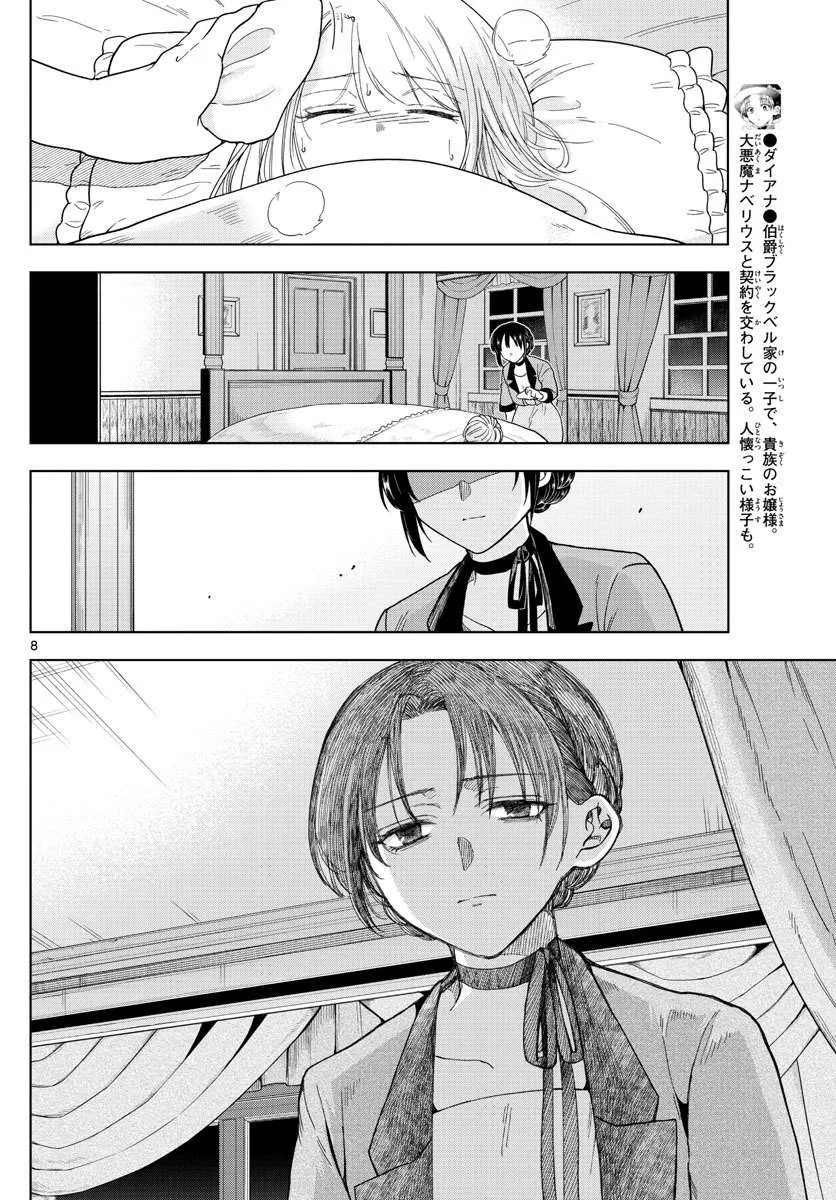 ●ダイアナ●伯爵ブラックベル家の一子で、貴族のお嬢様。
大悪魔ナベリウスと契約を交わしている。人懐っこい様子も。
8